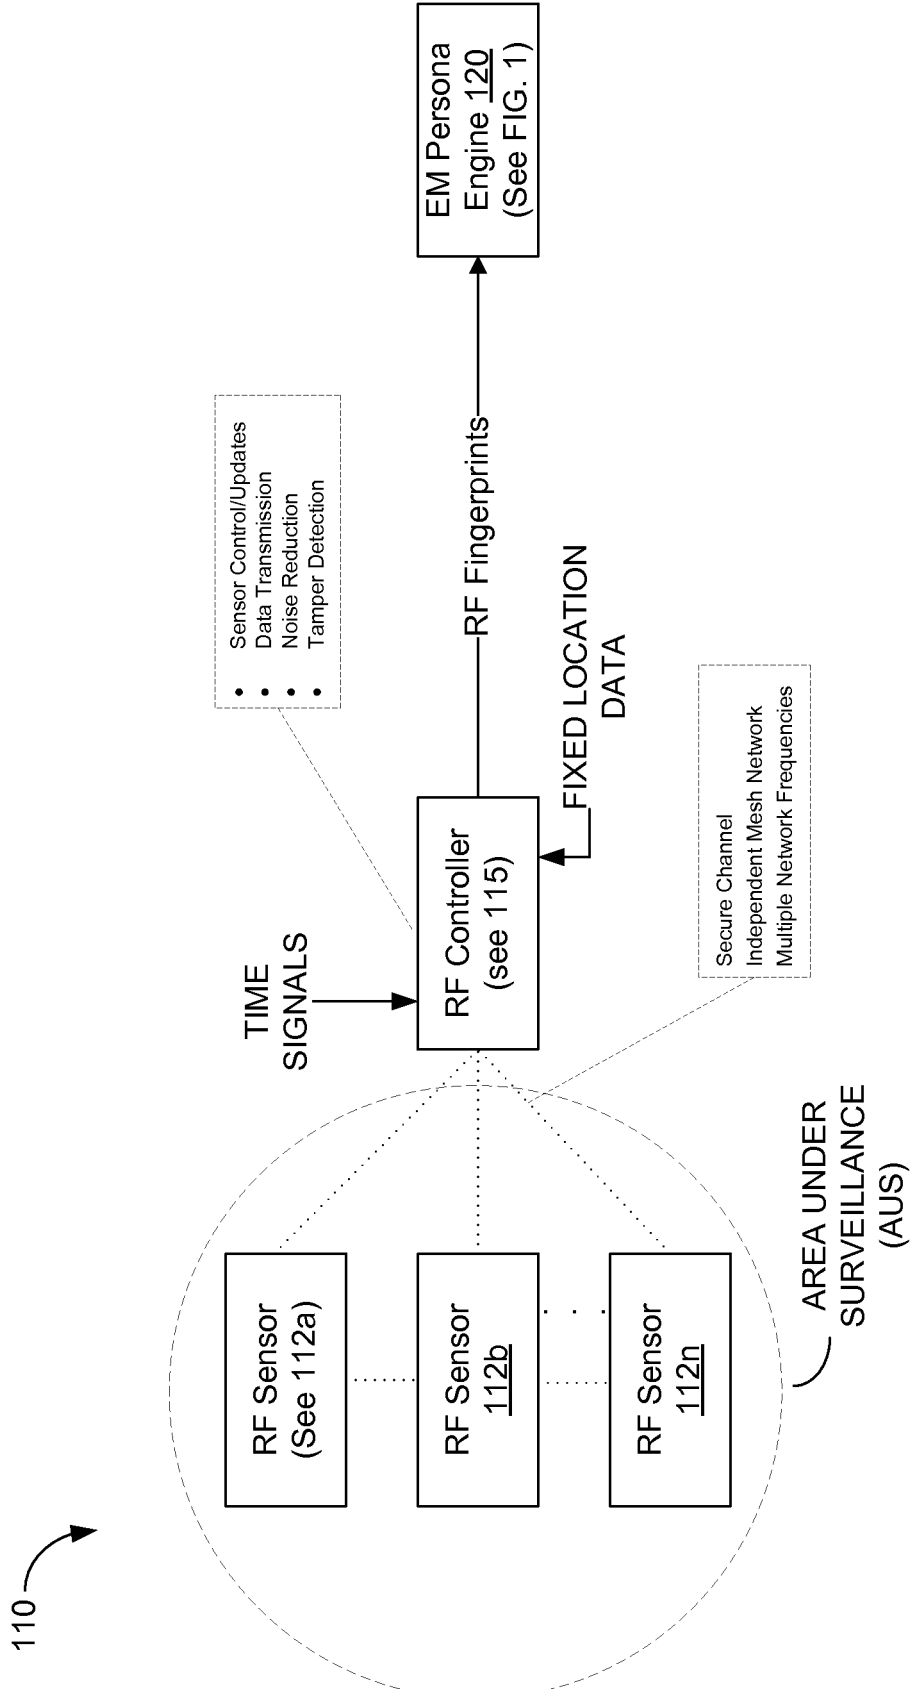 110
RF Sensor
(See 112a)
RF Sensor
112b
RF Sensor
112n
AREA UNDER
SURVEILLANCE
(AUS)
TIME
SIGNALS
RF Controller
(see 115)
FIXED LOCATION
DATA
Secure Channel
Independent Mesh Network
Multiple Network Frequencies
• Sensor Control/Updates
• Data Transmission
• Noise Reduction
• Tamper Detection
RF Fingerprints
EM Persona
Engine 120
(See FIG. 1)